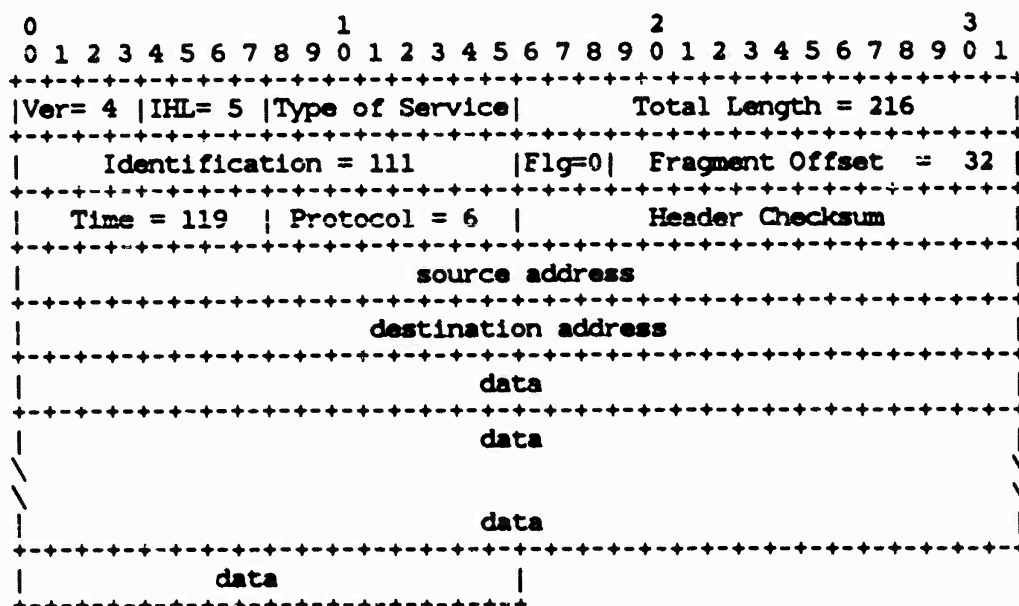 0                   1                   2                   3
0 1 2 3 4 5 6 7 8 9 0 1 2 3 4 5 6 7 8 9 0 1 2 3 4 5 6 7 8 9 0 1
+-+-+-+-+-+-+-+-+-+-+-+-+-+-+-+-+-+-+-+-+-+-+-+-+-+-+-+-+-+-+-+-+
|Ver= 4 |IHL= 5 |Type of Service|       Total Length = 216      |
+-+-+-+-+-+-+-+-+-+-+-+-+-+-+-+-+-+-+-+-+-+-+-+-+-+-+-+-+-+-+-+-+
|     Identification = 111      |Flg=0|  Fragment Offset  =  32 |
+-+-+-+-+-+-+-+-+-+-+-+-+-+-+-+-+-+-+-+-+-+-+-+-+-+-+-+-+-+-+-+-+
|   Time = 119  | Protocol = 6  |        Header Checksum        |
+-+-+-+-+-+-+-+-+-+-+-+-+-+-+-+-+-+-+-+-+-+-+-+-+-+-+-+-+-+-+-+-+
|                         source address                        |
+-+-+-+-+-+-+-+-+-+-+-+-+-+-+-+-+-+-+-+-+-+-+-+-+-+-+-+-+-+-+-+-+
|                      destination address                      |
+-+-+-+-+-+-+-+-+-+-+-+-+-+-+-+-+-+-+-+-+-+-+-+-+-+-+-+-+-+-+-+-+
|                             data                              |
+-+-+-+-+-+-+-+-+-+-+-+-+-+-+-+-+-+-+-+-+-+-+-+-+-+-+-+-+-+-+-+-+
|                             data                              |
\                                                               \
\                                                               \
|                             data                              |
+-+-+-+-+-+-+-+-+-+-+-+-+-+-+-+-+-+-+-+-+-+-+-+-+-+-+-+-+-+-+-+-+
|            data               |
+-+-+-+-+-+-+-+-+-+-+-+-+-+-+-+-+